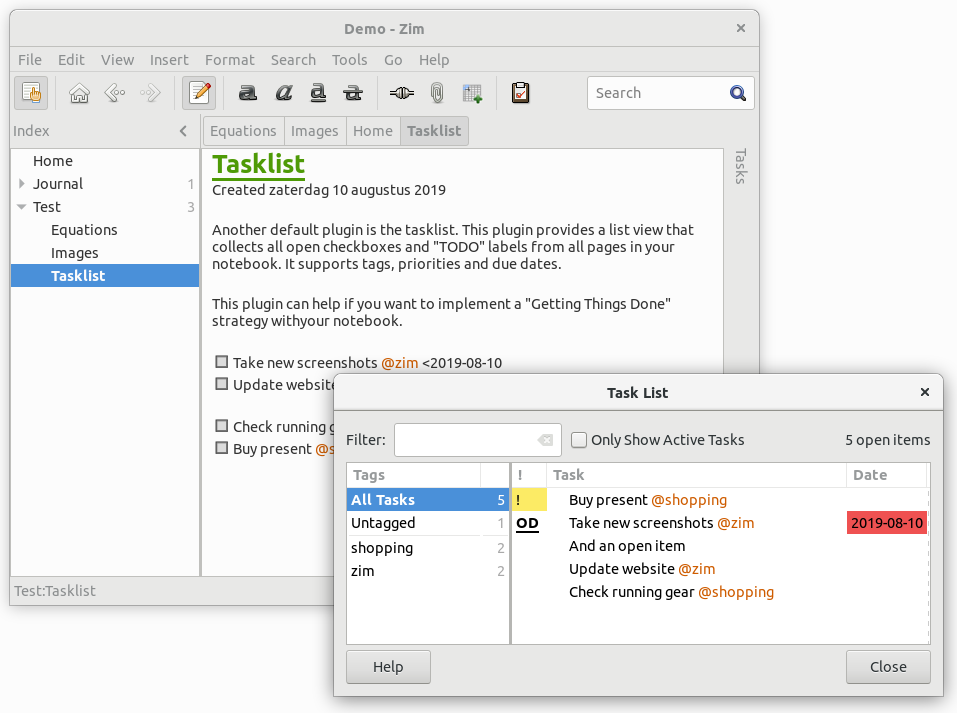 Demo - Zim
File Edit View Insert Format Search Tools Go Help
a a a a Search
Index Equations Images Home Tasklist
Home
Journal 1
Test 3
Equations
Images
Tasklist
Tasks
Tasklist
Created zaterdag 10 augustus 2019
Another default plugin is the tasklist. This plugin provides a list view that
collects all open checkboxes and "TODO" labels from all pages in your
notebook. It supports tags, priorities and due dates.
This plugin can help if you want to implement a "Getting Things Done"
strategy withyour notebook.
Take new screenshots @zim <2019-08-10
Update website
Check running g
Buy present @s
Test:Tasklist
Task List
Filter: Only Show Active Tasks 5 open items
Tags ! Task Date
All Tasks 5 ! Buy present @shopping
Untagged 1 OD Take new screenshots @zim 2019-08-10
shopping 2 And an open item
zim 2 Update website @zim
Check running gear @shopping
Help Close